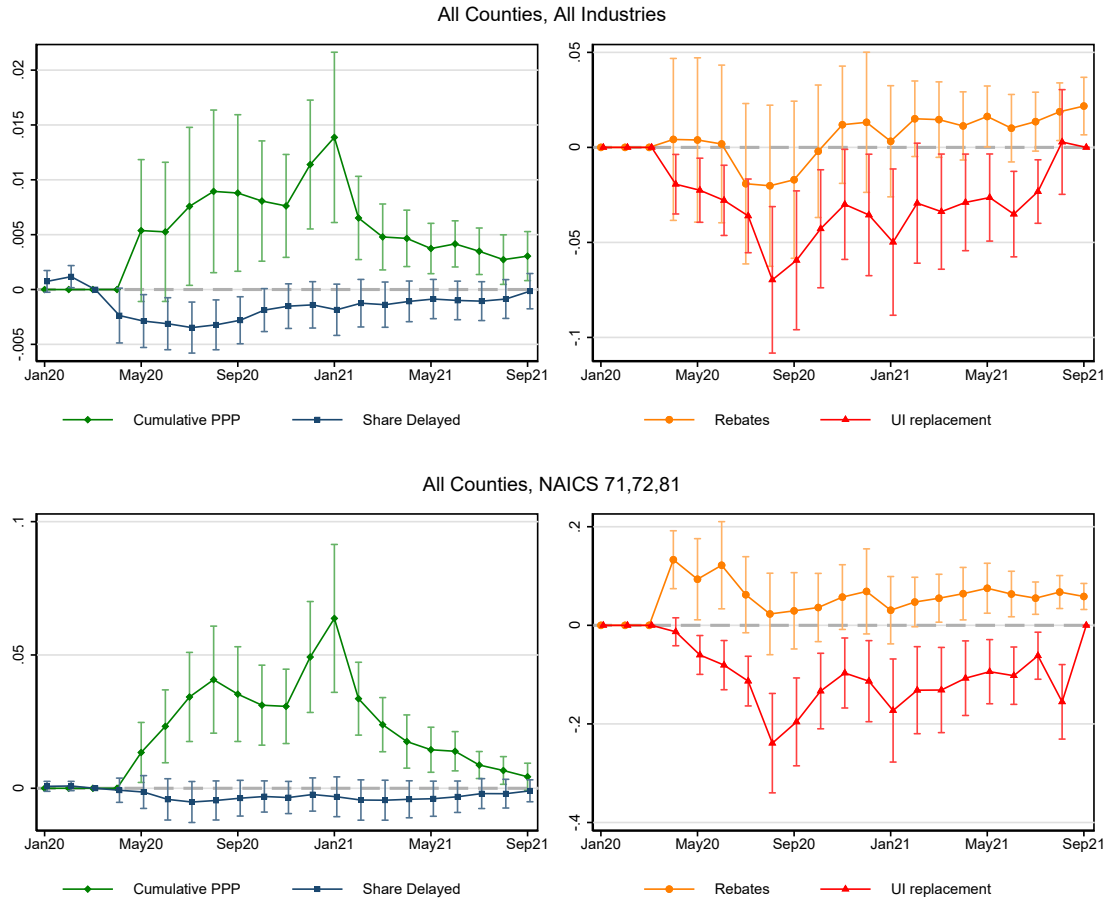 All Counties, All Industries
.02
.015
.01
.005
0
-.005
Jan20 May20 Sep20 Jan21 May21 Sep21
Cumulative PPP Share Delayed
.05
0
-.05
-.1
Jan20 May20 Sep20 Jan21 May21 Sep21
Rebates UI replacement
All Counties, NAICS 71,72,81
.1
.05
0
Jan20 May20 Sep20 Jan21 May21 Sep21
Cumulative PPP Share Delayed
.2
0
-.2
-.4
Jan20 May20 Sep20 Jan21 May21 Sep21
Rebates UI replacement